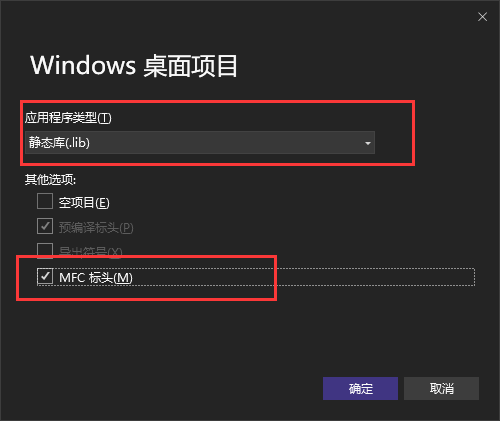 Windows 桌面项目
应用程序类型(T)
静态库(.lib)
其他选项:
空项目(E)
预编译标头(P)
导出符号(X)
MFC 标头(M)
确定
取消